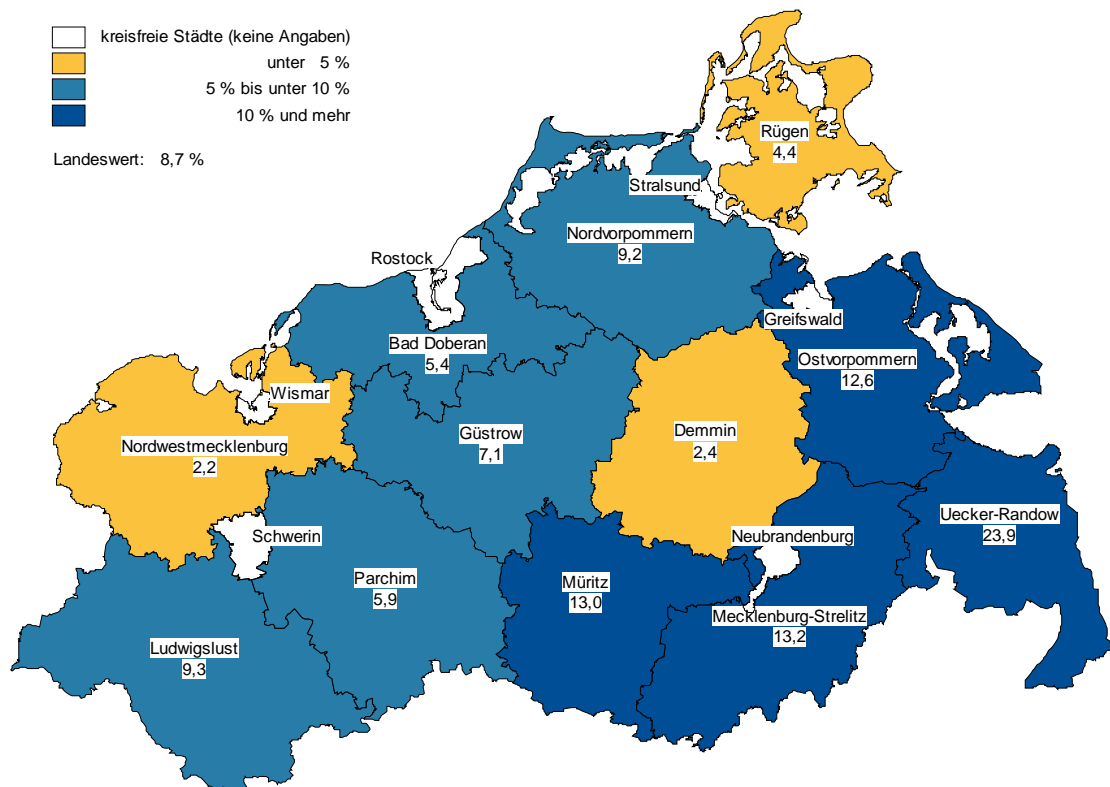 kreisfreie Städte (keine Angaben)
unter 5 %
5 % bis unter 10 %
10 % und mehr
Landeswert: 8,7 %
Rügen
4,4
Stralsund
Nordvorpommern
9,2
Rostock
Greifswald
Bad Doberan
5,4
Ostvorpommern
12,6
Wismar
Güstrow
7,1
Demmin
2,4
Nordwestmecklenburg
2,2
Uecker-Randow
23,9
Schwerin
Neubrandenburg
Parchim
5,9
Müritz
13,0
Mecklenburg-Strelitz
13,2
Ludwigslust
9,3